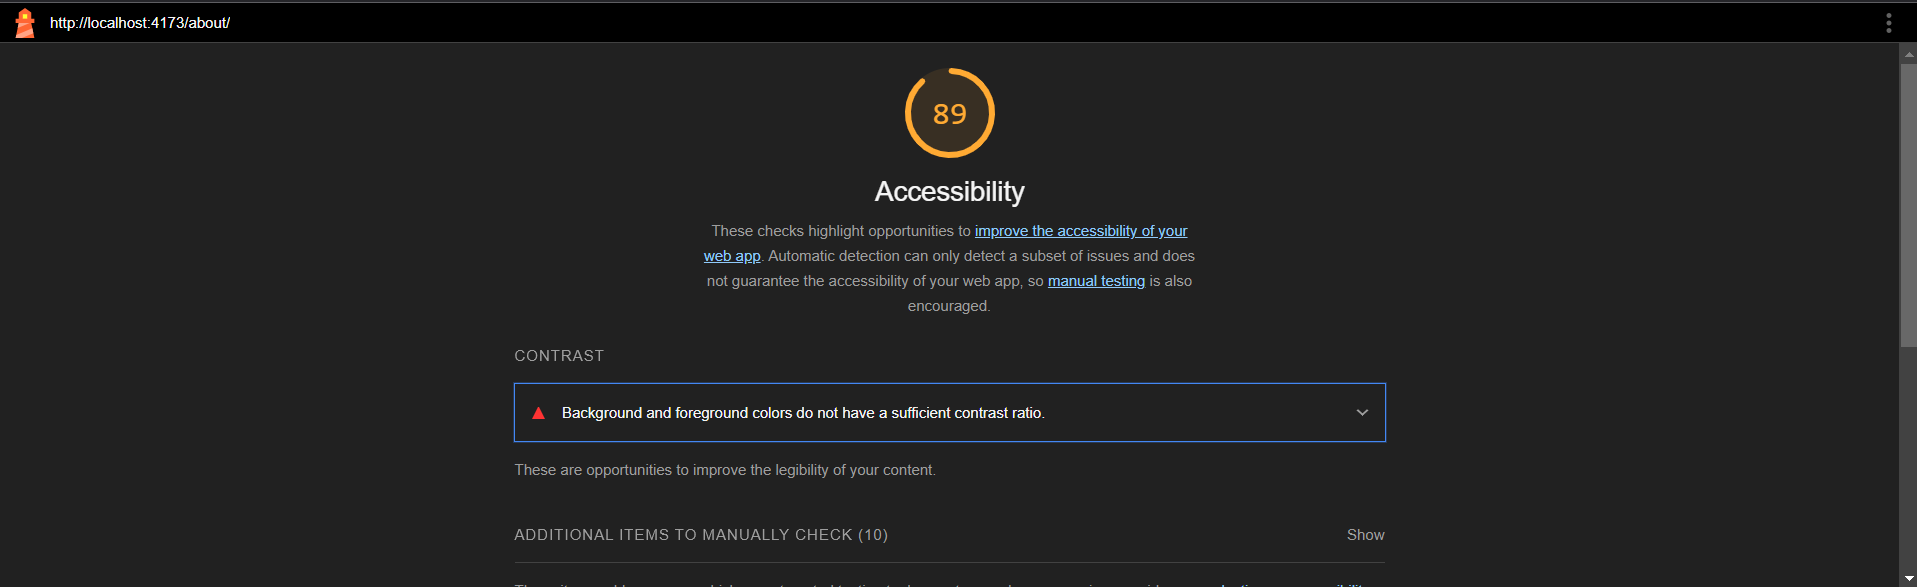 http://localhost:4173/about/
89
Accessibility
These checks highlight opportunities to improve the accessibility of your
web app. Automatic detection can only detect a subset of issues and does
not guarantee the accessibility of your web app, so manual testing is also
encouraged.
CONTRAST
Background and foreground colors do not have a sufficient contrast ratio.
These are opportunities to improve the legibility of your content.
ADDITIONAL ITEMS TO MANUALLY CHECK (10)
Show